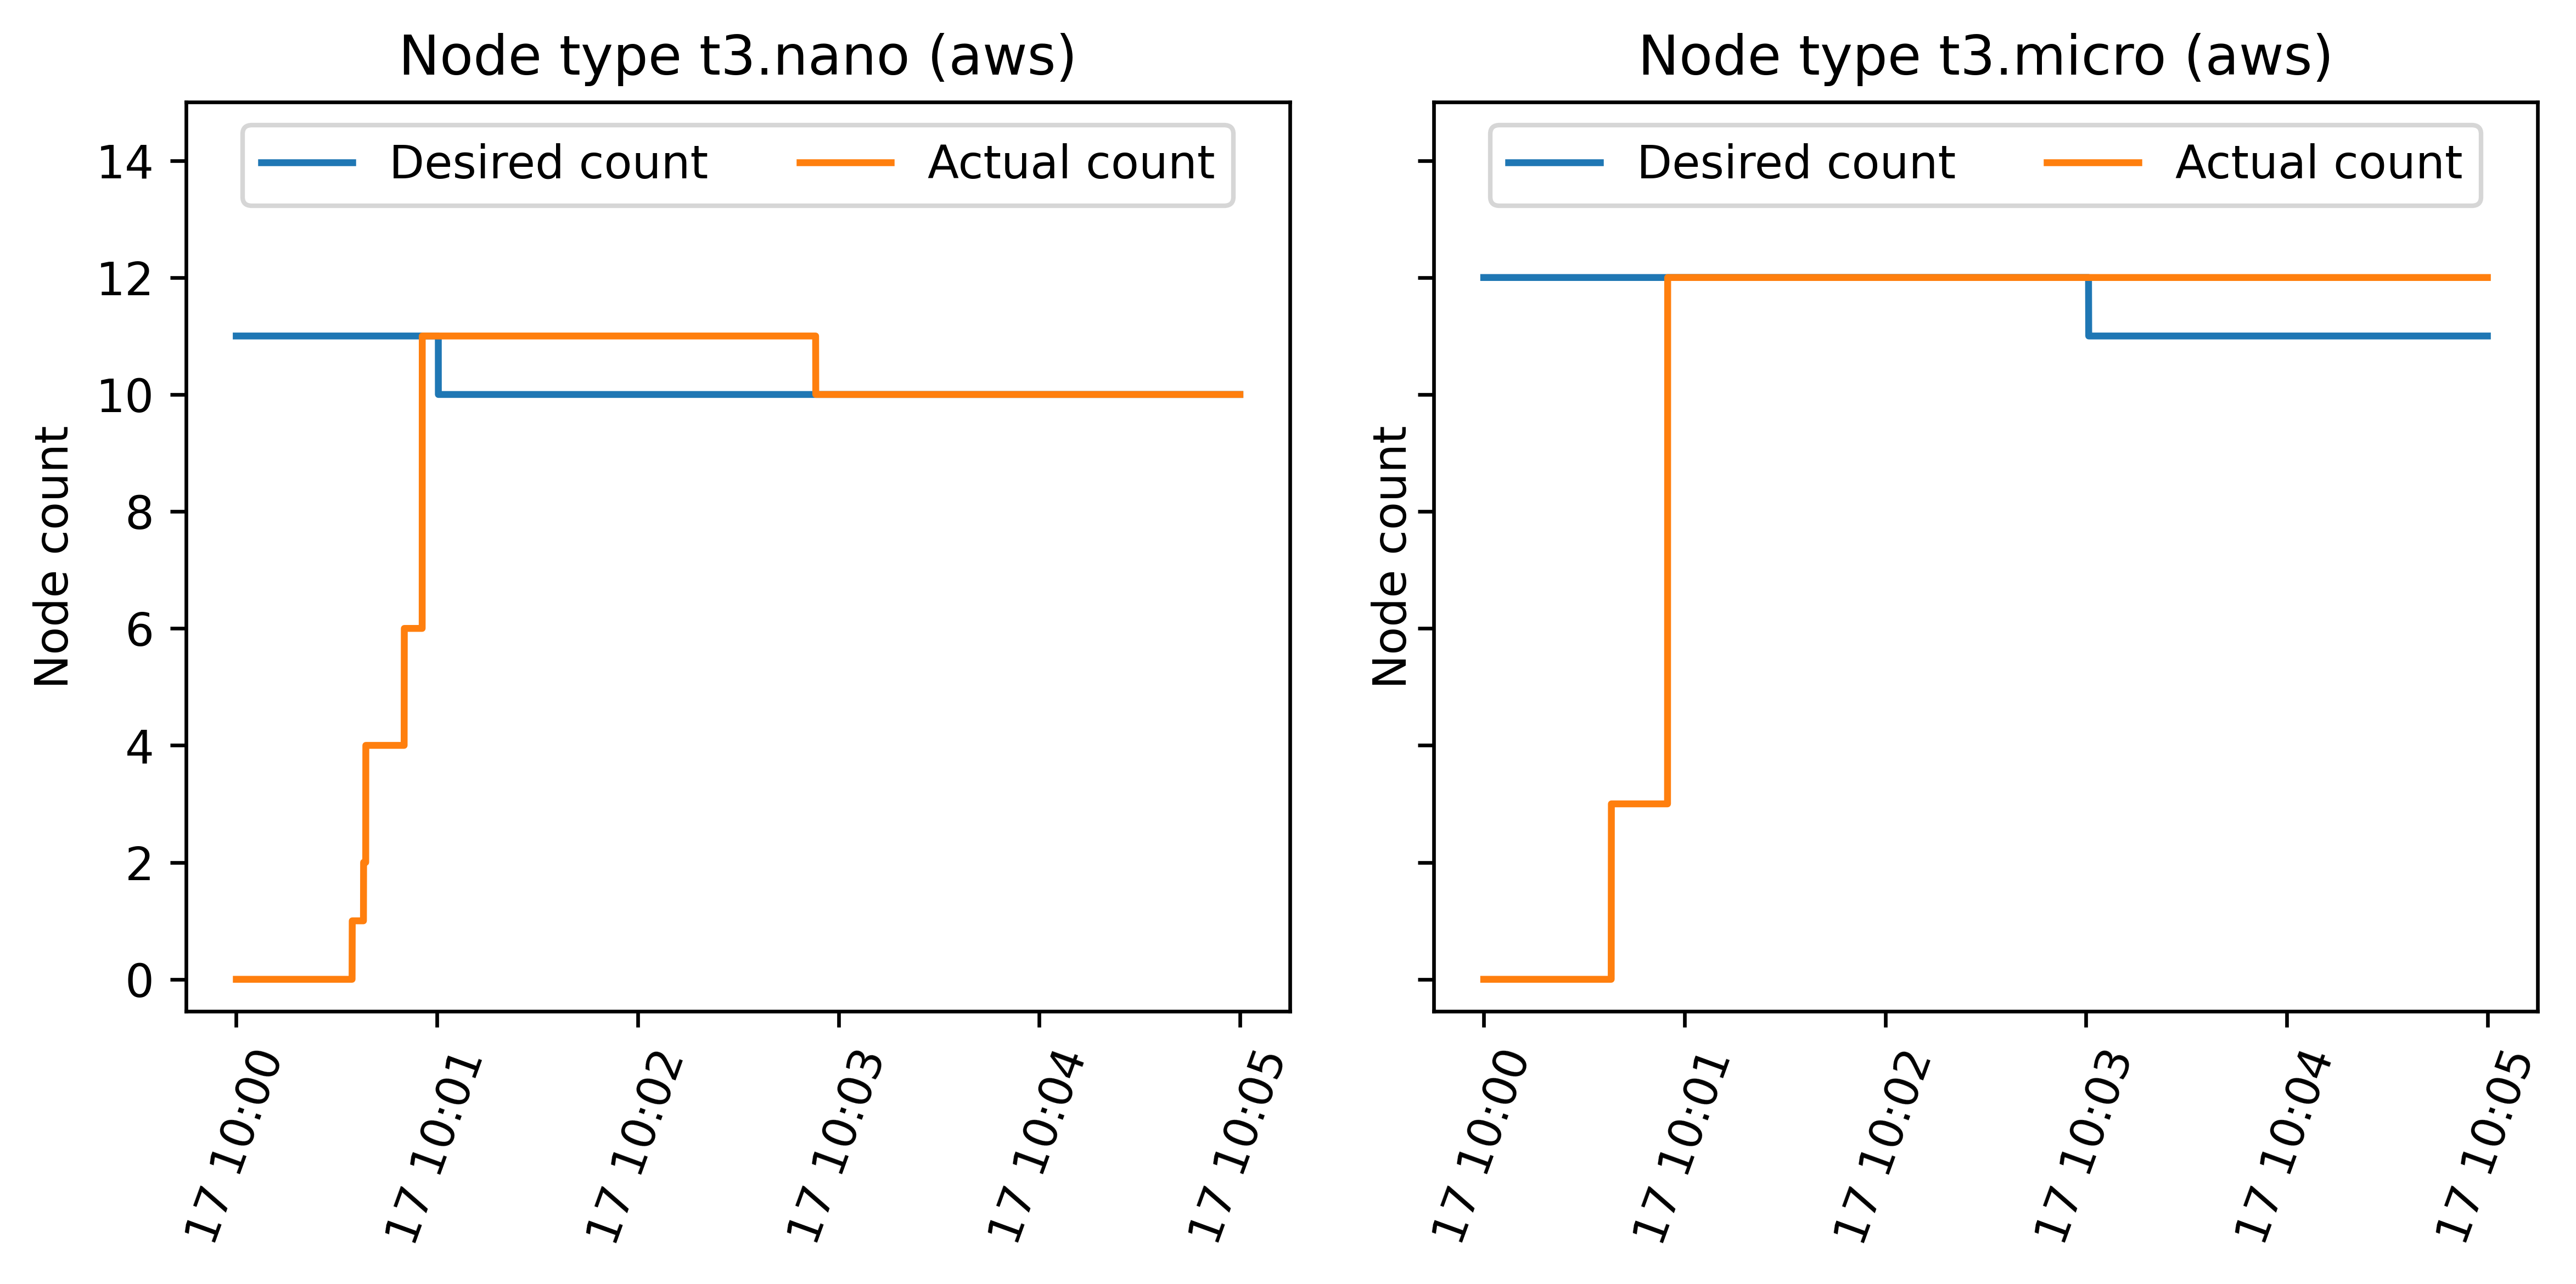 Node type t3.nano (aws)
Desired count
Actual count
Node count
14
12
10
8
6
4
2
0
17 10:00
17 10:01
17 10:02
17 10:03
17 10:04
17 10:05
Node type t3.micro (aws)
Desired count
Actual count
Node count
17 10:00
17 10:01
17 10:02
17 10:03
17 10:04
17 10:05